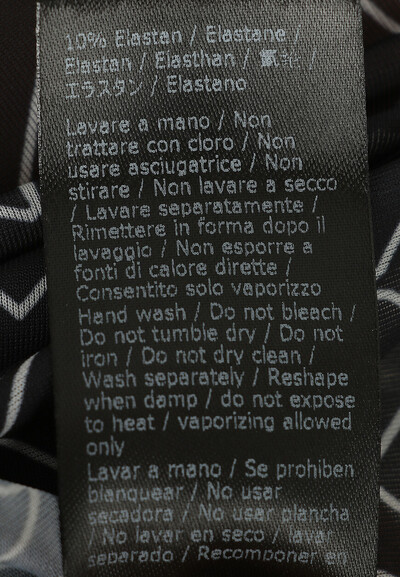 10% Elastan / Elastane /
Elastan / Elasthan /
エラスタン / Elastano
Lavare a mano / Non
trattare con cloro / Non
usare asciugatrice / Non
stirare / Non lavare a secco
/ Lavare separatamente /
Rimettere in forma dopo il
lavaggio / Non esporre a
fonti di calore dirette /
Consentito solo vaporizzo
Hand wash / Do not bleach /
Do not tumble dry / Do not
iron / Do not dry clean /
Wash separately / Reshape
when damp / do not expose
to heat / vaporizing allowed
only
Lavar a mano / Se prohiben
blanquear / No usar
secadora / No usar plancha
/ No lavar en seco / lavar
separado / Recomponer en